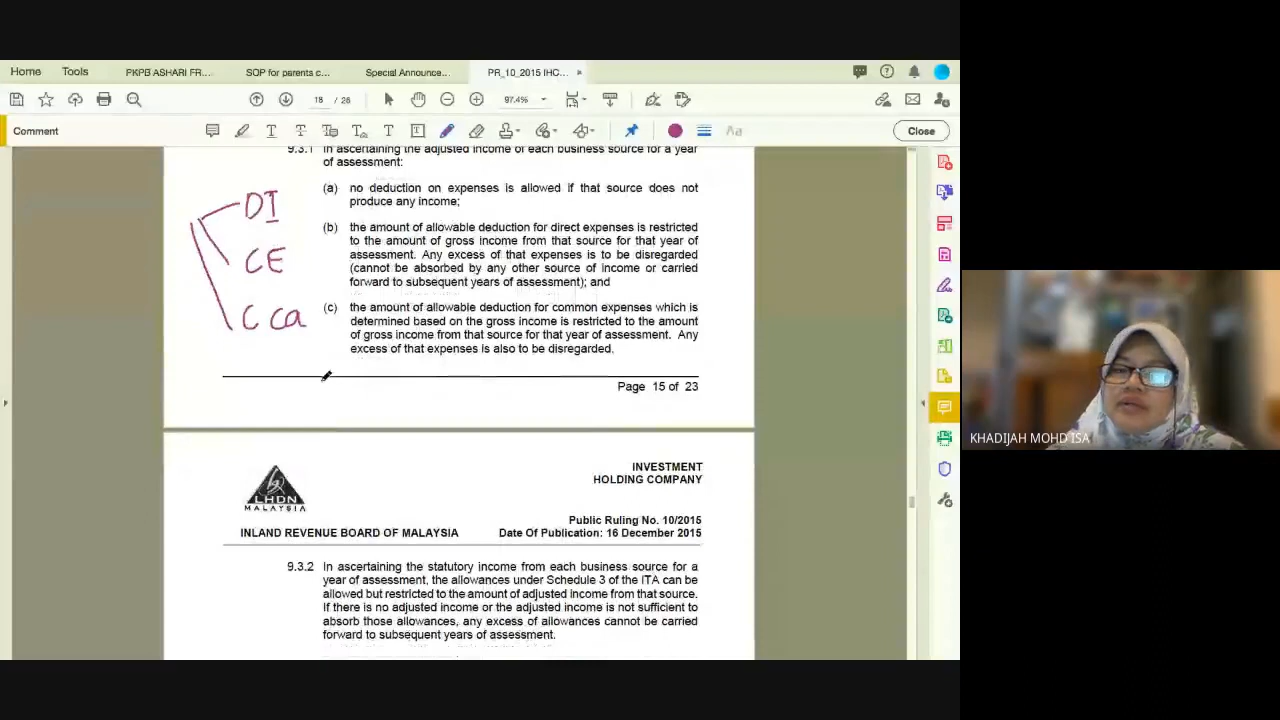 Home
Tools
PKPB ASHARI FR...
SOP for parents c...
Special Announce...
PR_10_2015 IHC...
18 / 26
97.4%
Comment
Close
9.3.1 In ascertaining the adjusted income of each business source for a year
of assessment:
(a) no deduction on expenses is allowed if that source does not
produce any income;
(b) the amount of allowable deduction for direct expenses is restricted
to the amount of gross income from that source for that year of
assessment. Any excess of that expenses is to be disregarded
(cannot be absorbed by any other source of income or carried
forward to subsequent years of assessment); and
(c) the amount of allowable deduction for common expenses which is
determined based on the gross income is restricted to the amount
of gross income from that source for that year of assessment. Any
excess of that expenses is also to be disregarded.
DI
CE
C ca
Page 15 of 23
LHDN
MALAYSIA
INVESTMENT
HOLDING COMPANY
Public Ruling No. 10/2015
INLAND REVENUE BOARD OF MALAYSIA Date Of Publication: 16 December 2015
9.3.2 In ascertaining the statutory income from each business source for a
year of assessment, the allowances under Schedule 3 of the ITA can be
allowed but restricted to the amount of adjusted income from that source.
If there is no adjusted income or the adjusted income is not sufficient to
absorb those allowances, any excess of allowances cannot be carried
forward to subsequent years of assessment.
KHADIJAH MOHD ISA